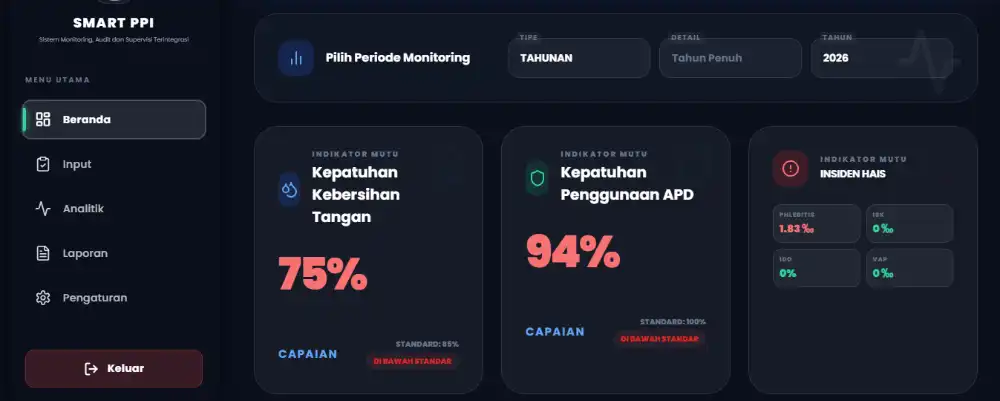 SMART PPI
Sistem Monitoring, Audit dan Supervisi Terintegrasi
MENU UTAMA
Beranda
Input
Analitik
Laporan
Pengaturan
Keluar
Pilih Periode Monitoring
TIPE
TAHUNAN
DETAIL
Tahun Penuh
TAHUN
2026
INDIKATOR MUTU
Kepatuhan
Kebersihan
Tangan
75%
CAPAIAN
STANDARD: 85%
DI BAWAH STANDAR
INDIKATOR MUTU
Kepatuhan
Penggunaan APD
94%
CAPAIAN
STANDARD: 100%
DI BAWAH STANDAR
INDIKATOR MUTU
INSIDEN HAIS
PHLEBITIS
1.83‰
ISK
0‰
IDO
0%
VAP
0‰